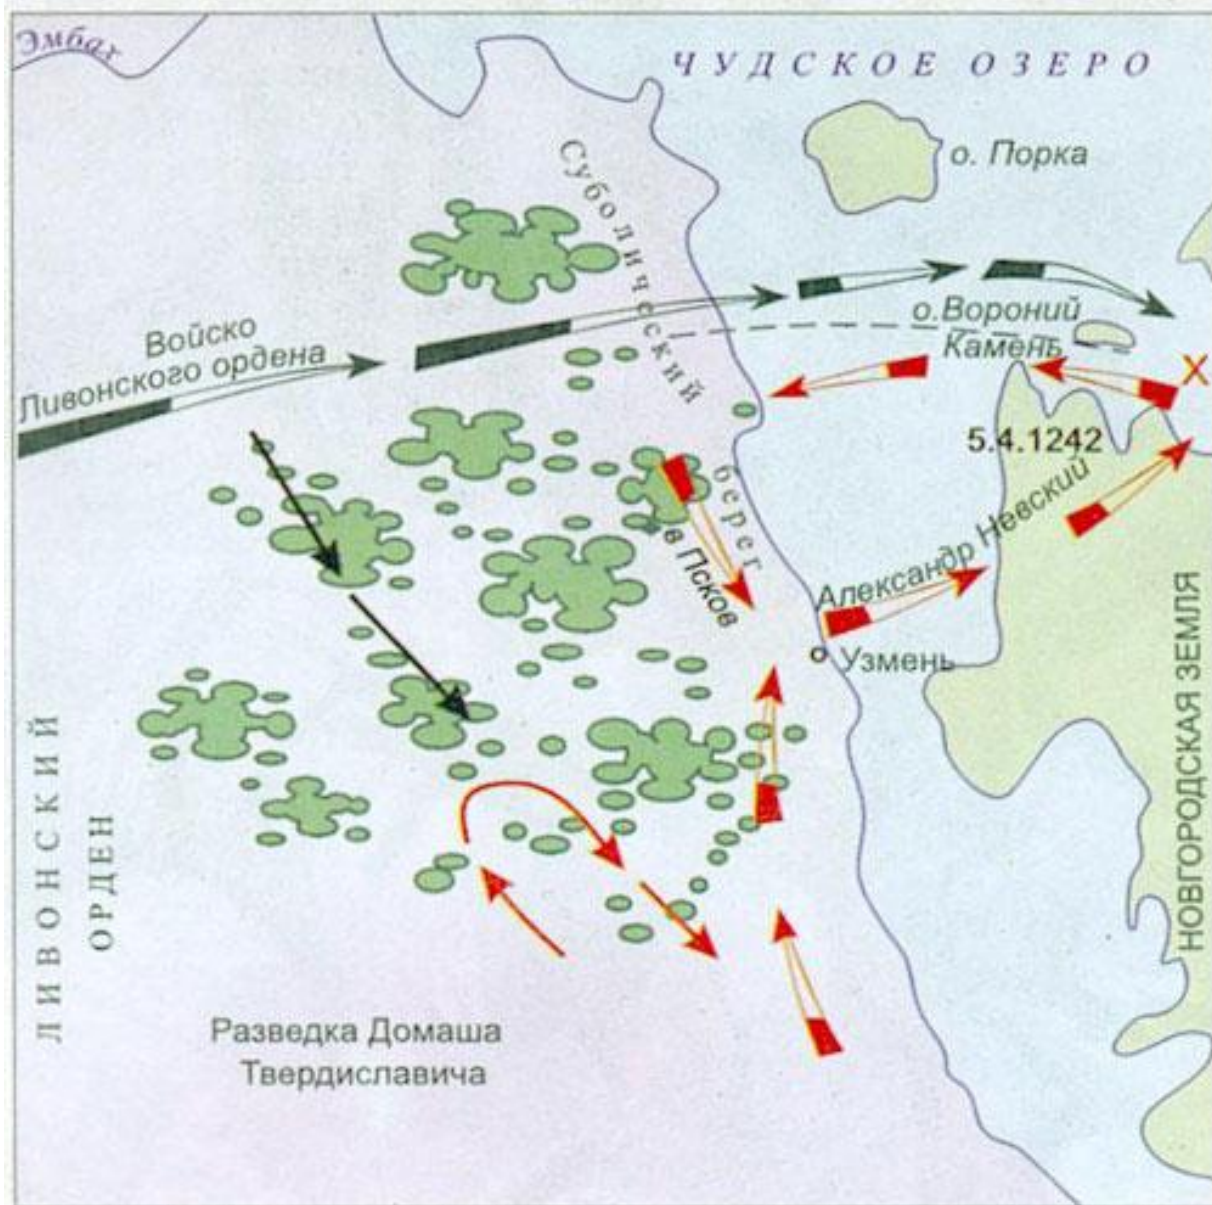 Эмбах
ЧУДСКОЕ ОЗЕРО
о. Порка
Суболический
берег
Войско
Ливонского ордена
о.Вороний
Камень
X
5.4.1242
в Псков
Александр Невский
Узмень
НОВГОРОДСКАЯ ЗЕМЛЯ
ЛИВОНСКИЙ
ОРДЕН
Разведка Домаша
Твердиславича